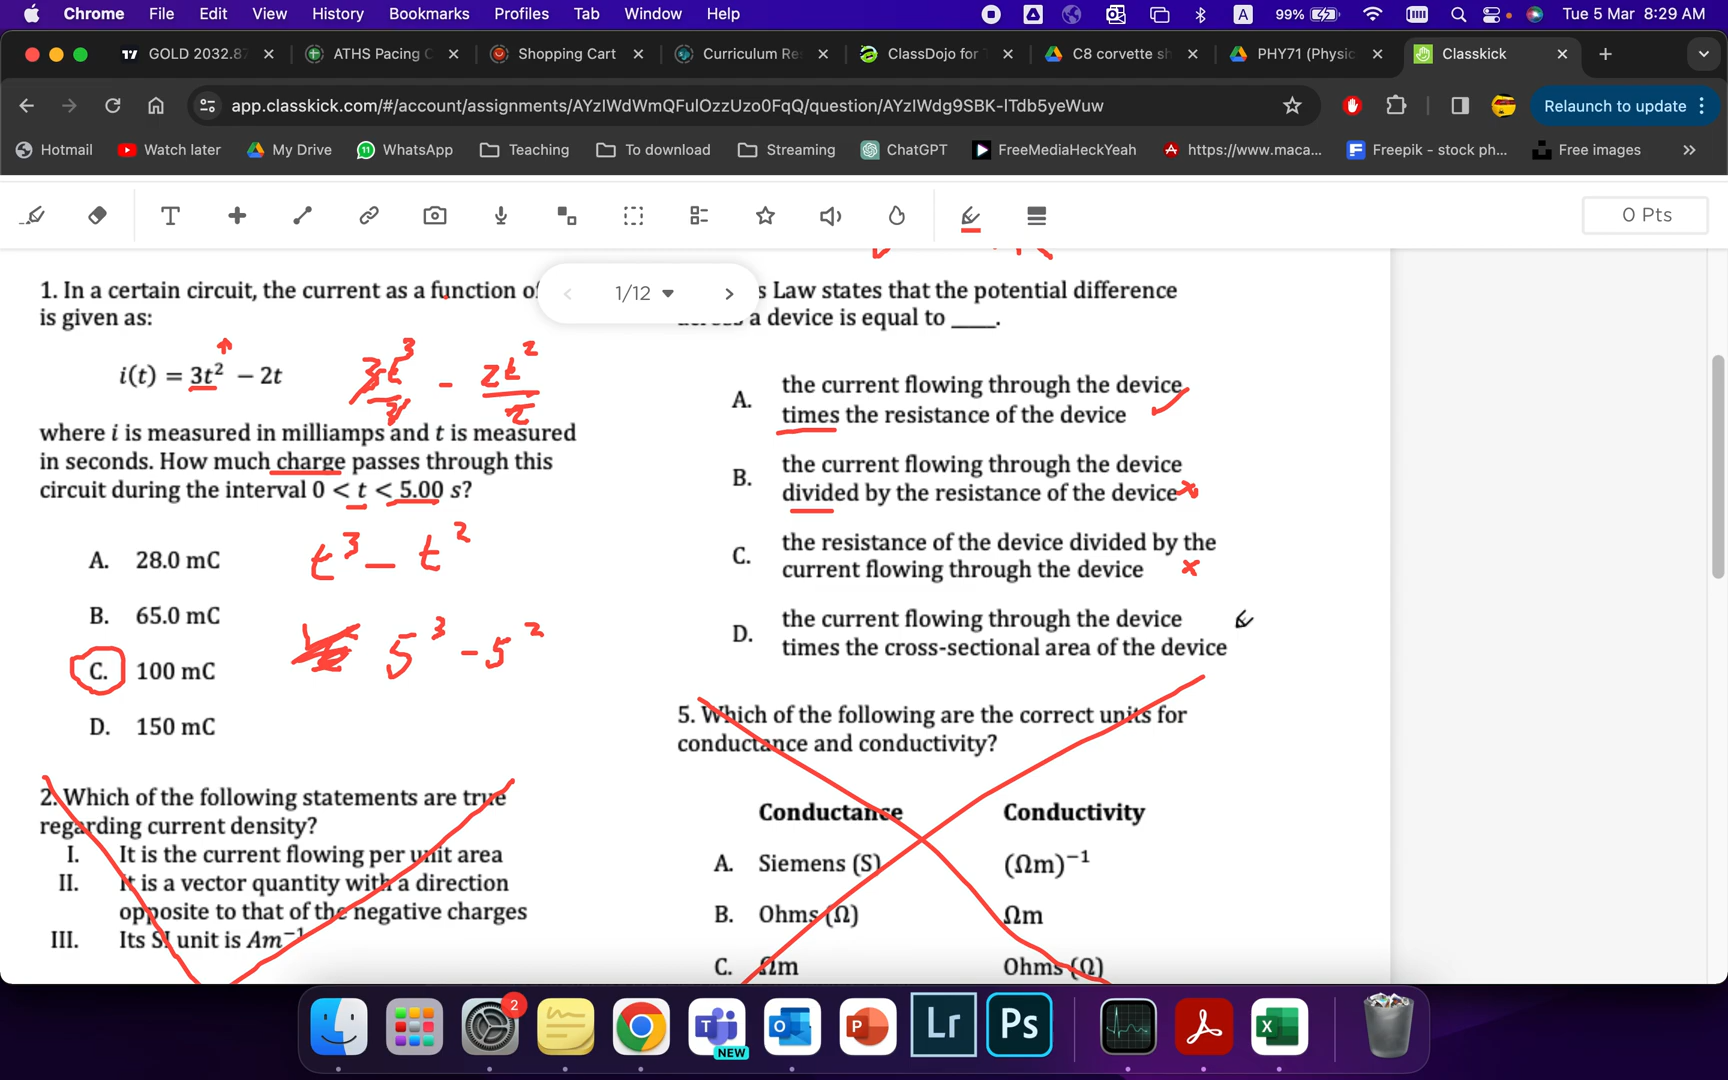 Chrome File Edit View History Bookmarks Profiles Tab Window Help A 99% Tue 5 Mar 8:29 AM
GOLD 2032.87 ATHS Pacing C Shopping Cart Curriculum Re ClassDojo for T C8 corvette sh PHY71 (Physic Classkick
app.classkick.com/#/account/assignments/AYzIWdWmQFulOzzUzo0FqQ/question/AYzIWdg9SBK-ITdb5yeWuw Relaunch to update
Hotmail Watch later My Drive WhatsApp Teaching To download Streaming ChatGPT FreeMediaHeckYeah https://www.maca... Freepik - stock ph... Free images »
T 0 Pts
1/12
1. In a certain circuit, the current as a function of
is given as:
i(t) = 3t² − 2t
3t³/3 - 2t²/2
where i is measured in milliamps and t is measured
in seconds. How much charge passes through this
circuit during the interval 0 < t < 5.00 s?
t³ - t²
A. 28.0 mC
B. 65.0 mC
5³ - 5²
C. 100 mC
D. 150 mC
2. Which of the following statements are true
regarding current density?
I. It is the current flowing per unit area
II. It is a vector quantity with a direction
opposite to that of the negative charges
III. Its SI unit is Am⁻¹
s Law states that the potential difference
a device is equal to ____.
A. the current flowing through the device
times the resistance of the device
B. the current flowing through the device
divided by the resistance of the device
C. the resistance of the device divided by the
current flowing through the device
D. the current flowing through the device
times the cross-sectional area of the device
5. Which of the following are the correct units for
conductance and conductivity?
Conductance Conductivity
A. Siemens (S) (Ωm)⁻¹
B. Ohms (Ω) Ωm
C. Ωm Ohms (Ω)
2 NEW Lr Ps